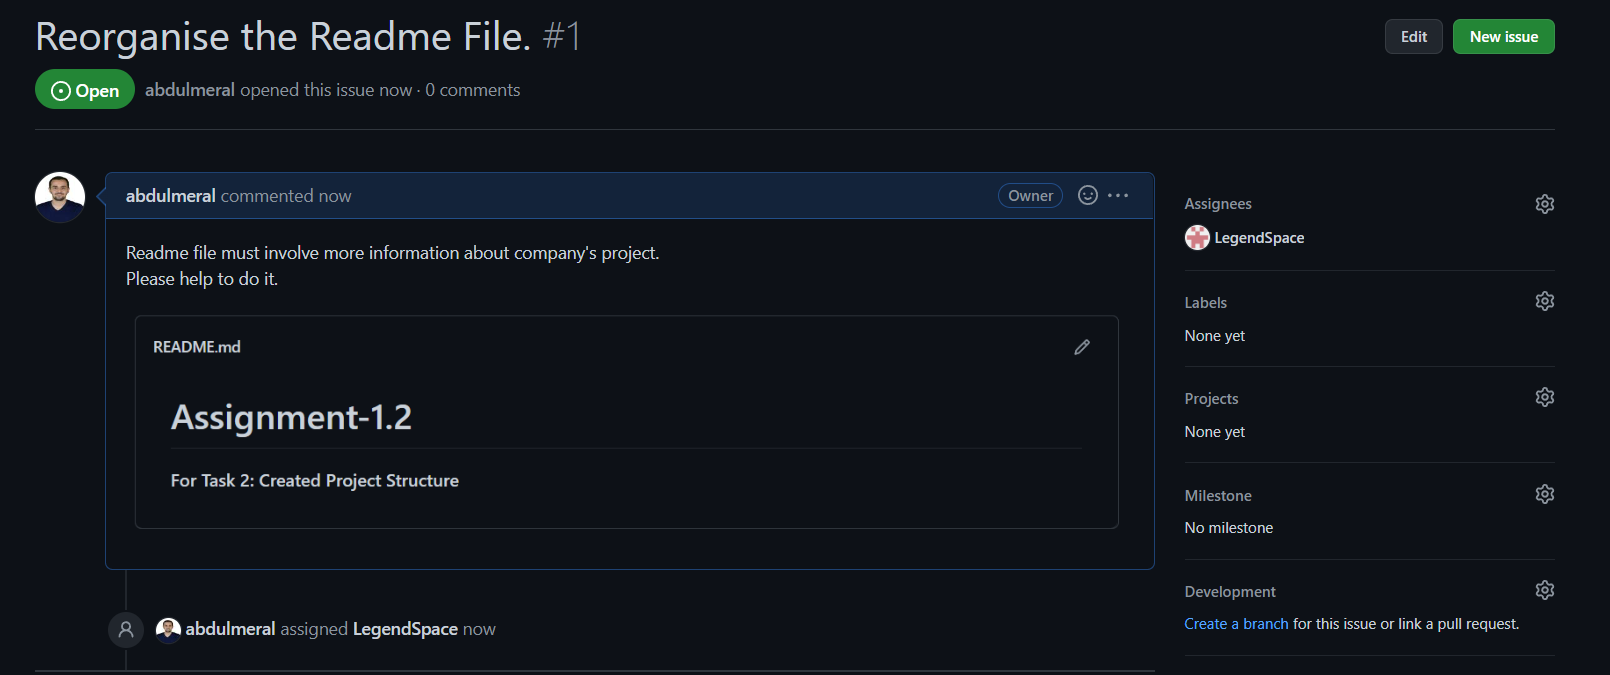 Reorganise the Readme File. #1
Edit
New issue
Open
abdulmeral opened this issue now · 0 comments
abdulmeral commented now
Owner
Readme file must involve more information about company's project.
Please help to do it.
README.md
Assignment-1.2
For Task 2: Created Project Structure
abdulmeral assigned LegendSpace now
Assignees
LegendSpace
Labels
None yet
Projects
None yet
Milestone
No milestone
Development
Create a branch for this issue or link a pull request.